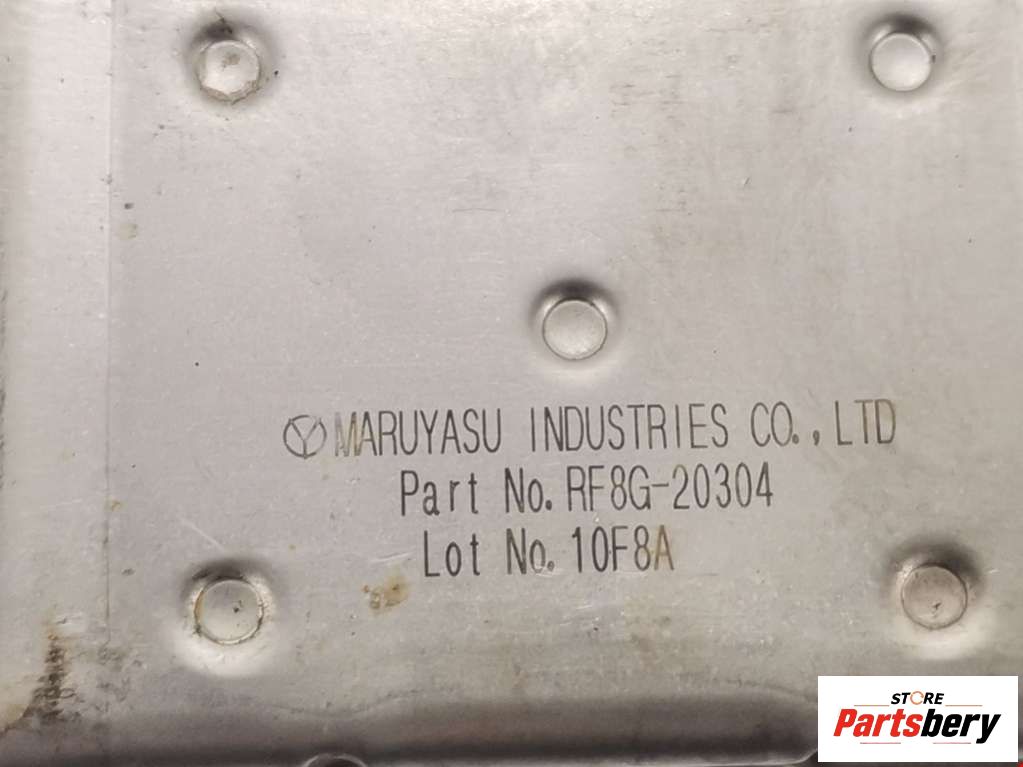 MARUYASU INDUSTRIES CO.,LTD
Part No.RF8G-20304
Lot No.10F8A
STORE
Partsbery